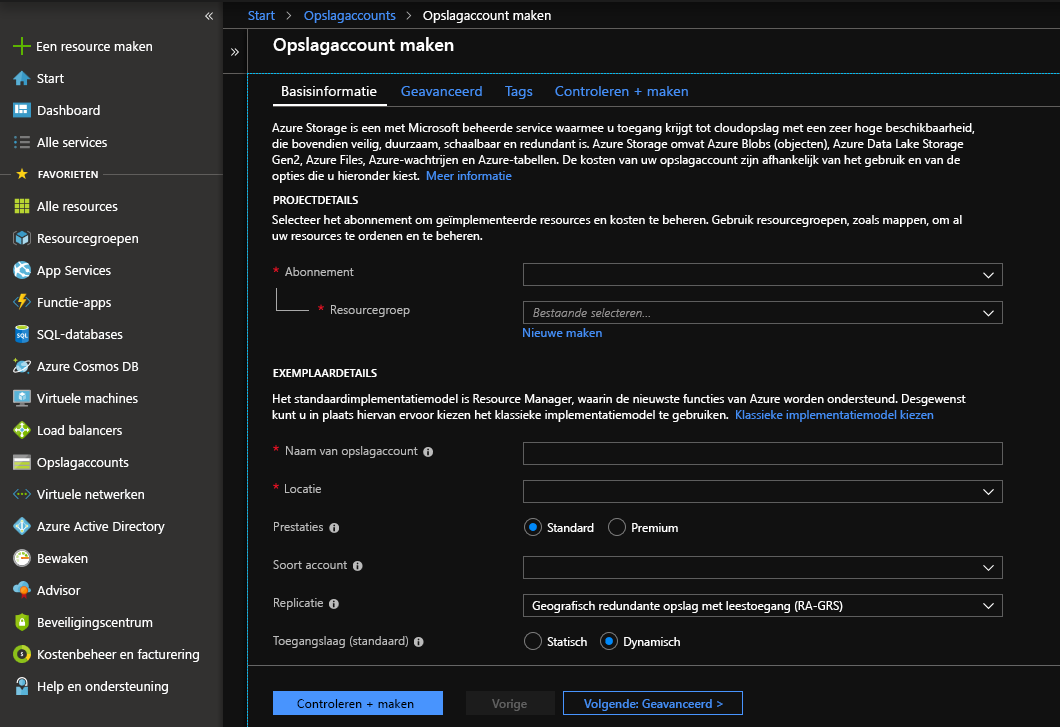 Een resource maken
Start
Dashboard
Alle services
FAVORIETEN
Alle resources
Resourcegroepen
App Services
Functie-apps
SQL-databases
Azure Cosmos DB
Virtuele machines
Load balancers
Opslagaccounts
Virtuele netwerken
Azure Active Directory
Bewaken
Advisor
Beveiligingscentrum
Kostenbeheer en facturering
Help en ondersteuning
Start > Opslagaccounts > Opslagaccount maken
Opslagaccount maken
Basisinformatie Geavanceerd Tags Controleren + maken
Azure Storage is een met Microsoft beheerde service waarmee u toegang krijgt tot cloudopslag met een zeer hoge beschikbaarheid,
die bovendien veilig, duurzaam, schaalbaar en redundant is. Azure Storage omvat Azure Blobs (objecten), Azure Data Lake Storage
Gen2, Azure Files, Azure-wachtrijen en Azure-tabellen. De kosten van uw opslagaccount zijn afhankelijk van het gebruik en van de
opties die u hieronder kiest. Meer informatie
PROJECTDETAILS
Selecteer het abonnement om geïmplementeerde resources en kosten te beheren. Gebruik resourcegroepen, zoals mappen, om al
uw resources te ordenen en te beheren.
* Abonnement
* Resourcegroep
Bestaande selecteren...
Nieuwe maken
EXEMPLAARDETAILS
Het standaardimplementatiemodel is Resource Manager, waarin de nieuwste functies van Azure worden ondersteund. Desgewenst
kunt u in plaats hiervan ervoor kiezen het klassieke implementatiemodel te gebruiken. Klassieke implementatiemodel kiezen
* Naam van opslagaccount
* Locatie
Prestaties Standard Premium
Soort account
Replicatie Geografisch redundante opslag met leestoegang (RA-GRS)
Toegangslaag (standaard) Statisch Dynamisch
Controleren + maken Vorige Volgende: Geavanceerd >